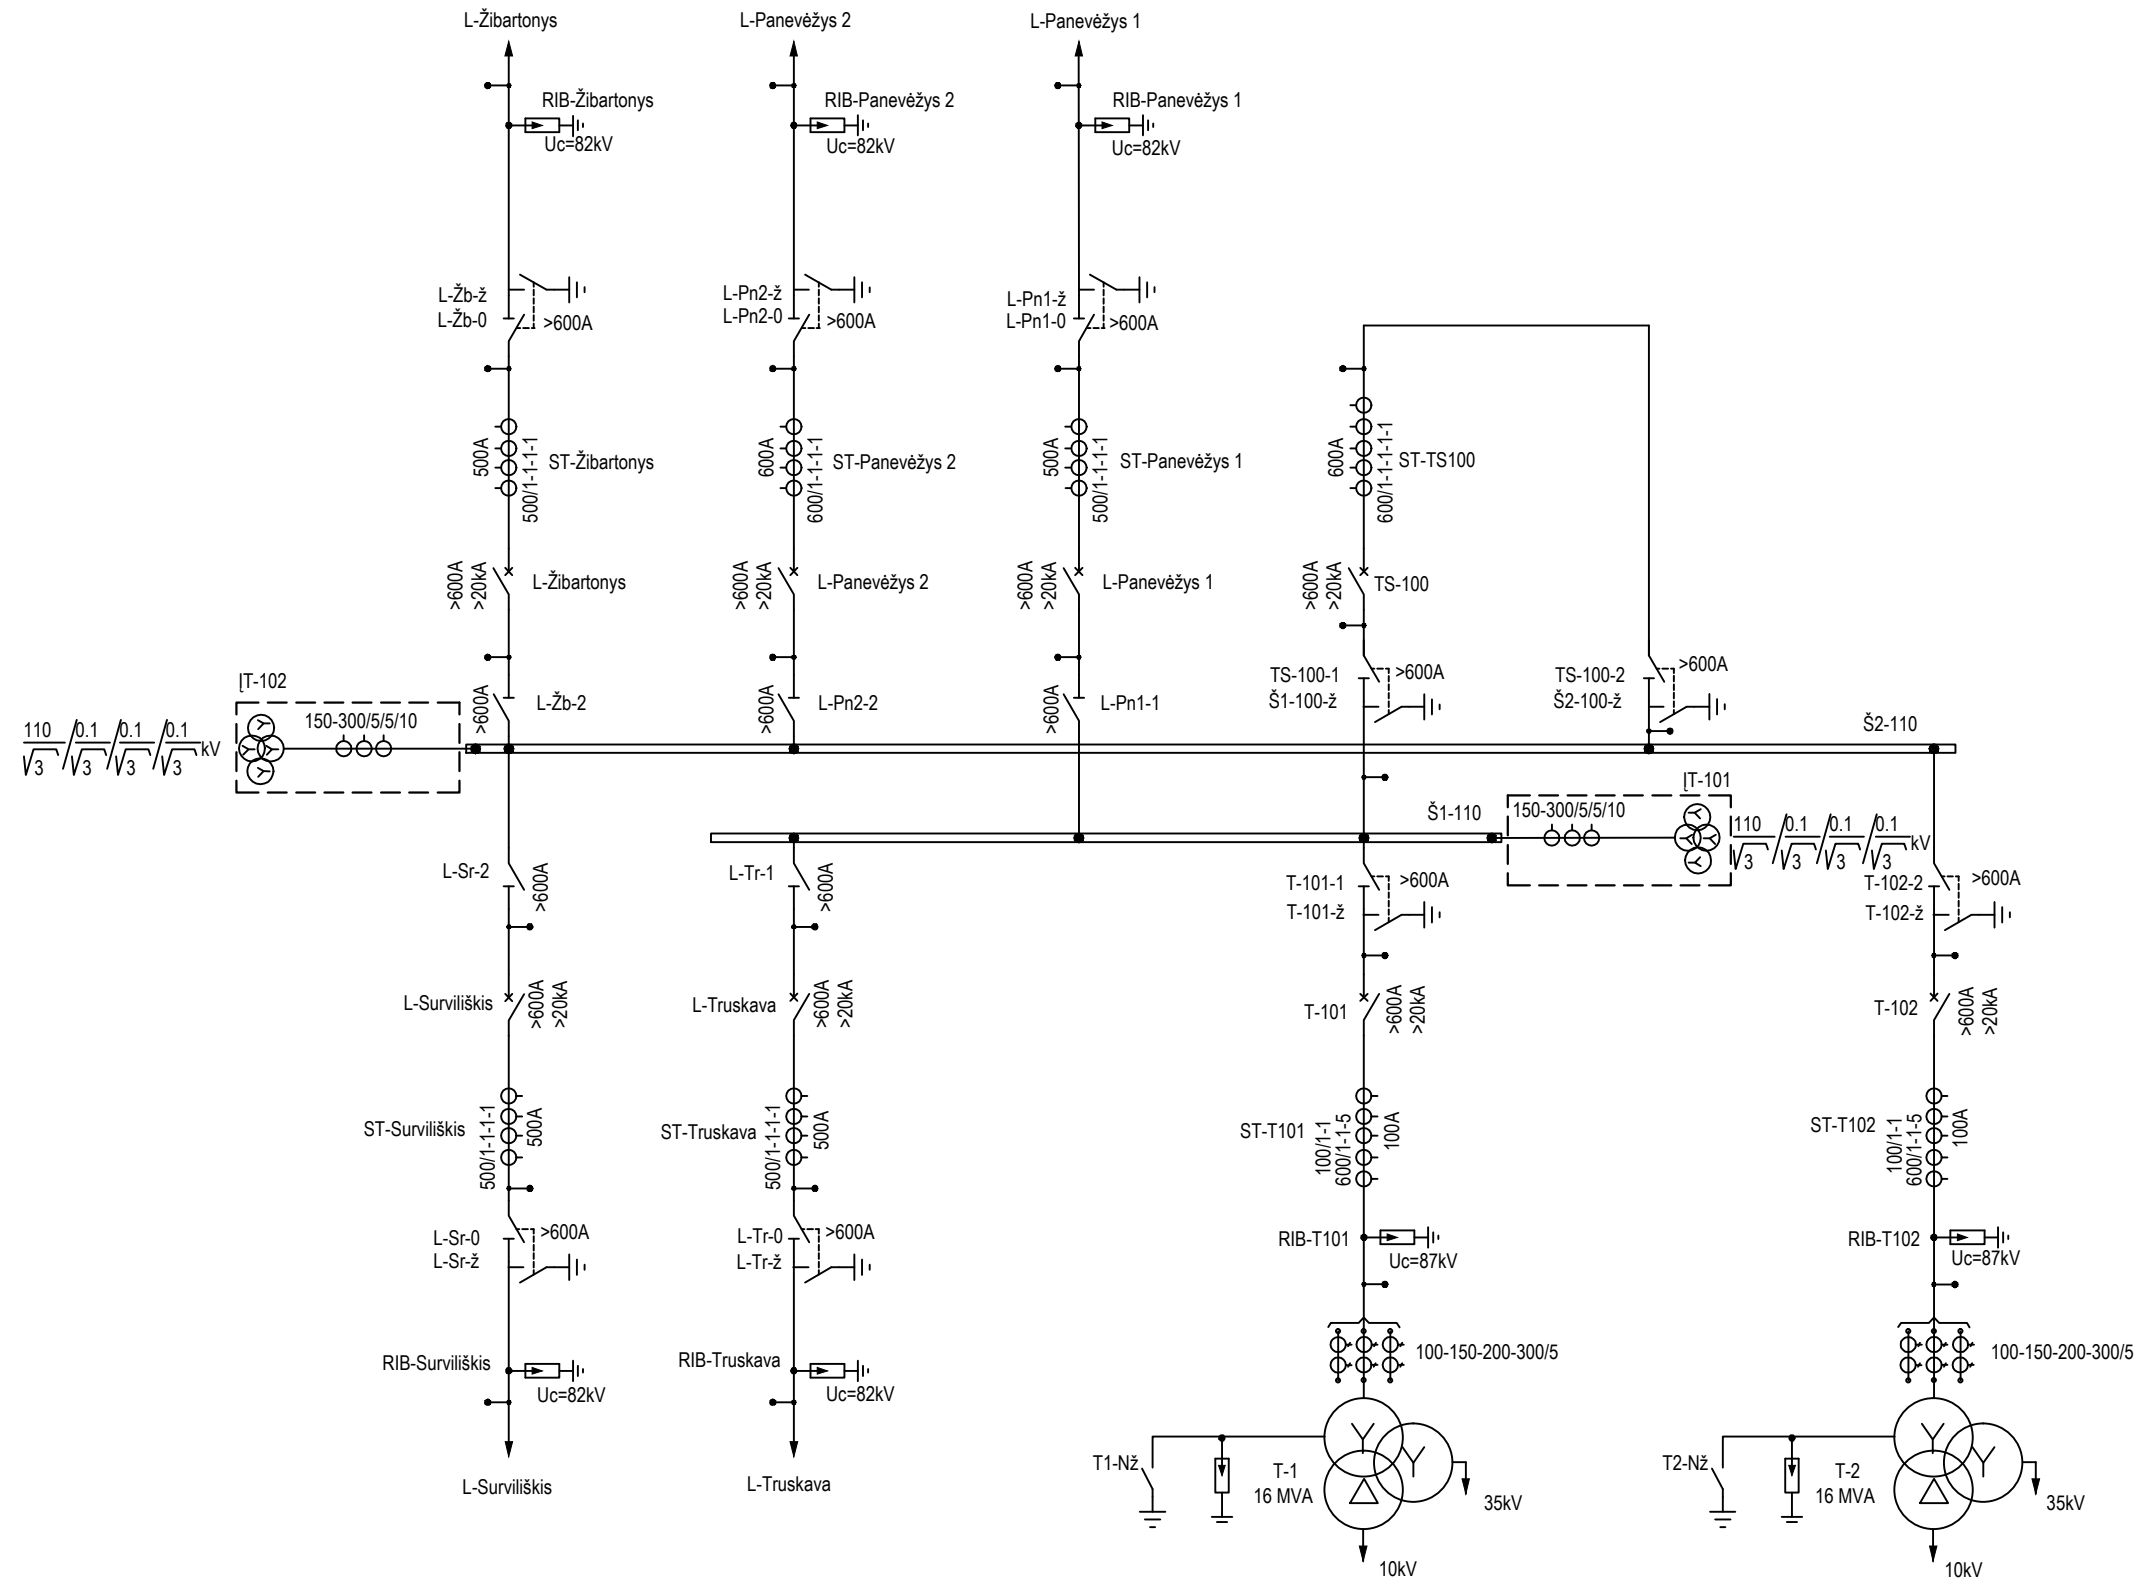 L-Žibartonys
L-Panevėžys 2
L-Panevėžys 1
RIB-Žibartonys
Uc=82kV
RIB-Panevėžys 2
Uc=82kV
RIB-Panevėžys 1
Uc=82kV
L-Žb-ž
L-Žb-0
>600A
L-Pn2-ž
L-Pn2-0
>600A
L-Pn1-ž
L-Pn1-0
>600A
500A
500/1-1-1-1
ST-Žibartonys
600A
600/1-1-1-1
ST-Panevėžys 2
500A
500/1-1-1-1
ST-Panevėžys 1
600A
600/1-1-1-1-1
ST-TS100
>600A
>20kA
L-Žibartonys
>600A
>20kA
L-Panevėžys 2
>600A
>20kA
L-Panevėžys 1
>600A
>20kA
TS-100
>600A
L-Žb-2
>600A
L-Pn2-2
>600A
L-Pn1-1
TS-100-1
Š1-100-ž
>600A
TS-100-2
Š2-100-ž
>600A
ĮT-102
150-300/5/5/10
110/√3 / 0.1/√3 / 0.1/√3 / 0.1/√3 kV
Š2-110
Š1-110
ĮT-101
150-300/5/5/10
110/√3 / 0.1/√3 / 0.1/√3 / 0.1/√3 kV
L-Sr-2
>600A
L-Tr-1
>600A
T-101-1
T-101-ž
>600A
T-102-2
T-102-ž
>600A
L-Surviliškis
>600A
>20kA
L-Truskava
>600A
>20kA
T-101
>600A
>20kA
T-102
>600A
>20kA
ST-Surviliškis
500/1-1-1-1
500A
ST-Truskava
500/1-1-1-1
500A
ST-T101
100/1-1
600/1-1-5
100A
ST-T102
100/1-1
600/1-1-5
100A
L-Sr-0
L-Sr-ž
>600A
L-Tr-0
L-Tr-ž
>600A
RIB-T101
Uc=87kV
RIB-T102
Uc=87kV
RIB-Surviliškis
Uc=82kV
RIB-Truskava
Uc=82kV
100-150-200-300/5
100-150-200-300/5
L-Surviliškis
L-Truskava
T1-Nž
T-1
16 MVA
35kV
10kV
T2-Nž
T-2
16 MVA
35kV
10kV